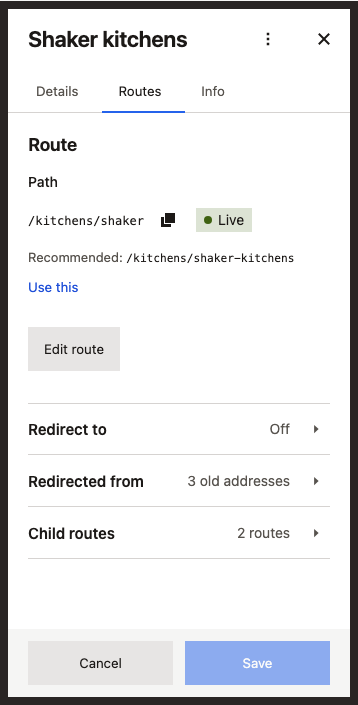 Shaker kitchens
Details Routes Info
Route
Path
/kitchens/shaker Live
Recommended: /kitchens/shaker-kitchens
Use this
Edit route
Redirect to Off
Redirected from 3 old addresses
Child routes 2 routes
Cancel Save